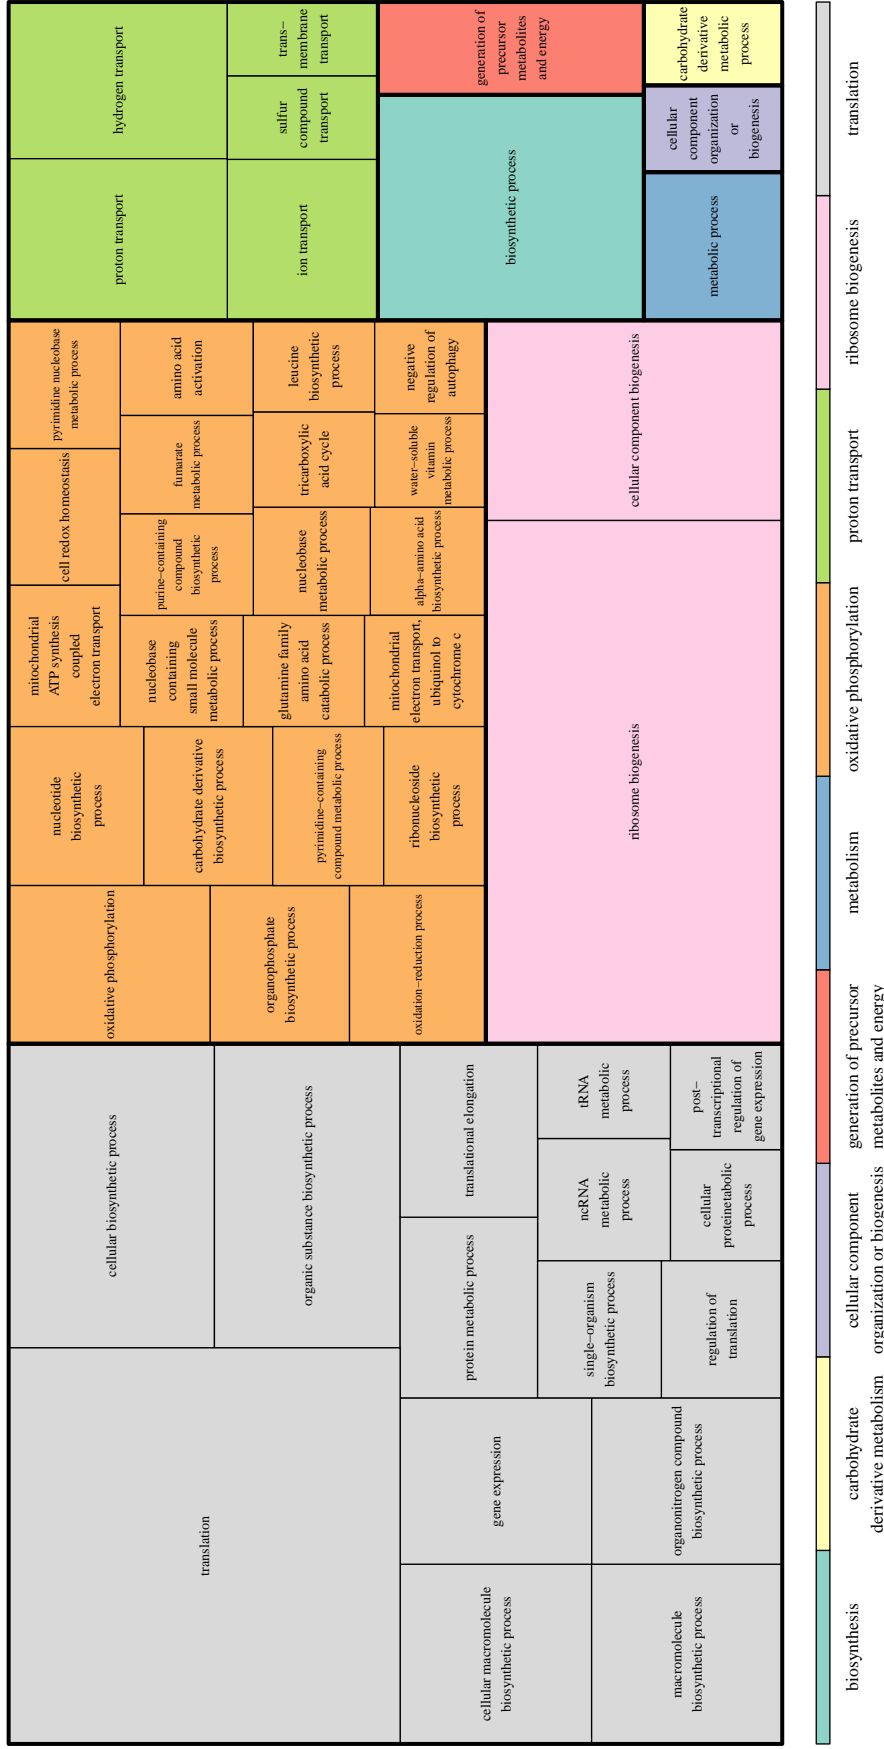 translation
cellular biosynthetic process
organic substance biosynthetic process
cellular macromolecule
biosynthetic process
gene expression
macromolecule
biosynthetic process
organonitrogen compound
biosynthetic process
protein metabolic process
translational elongation
single−organism
biosynthetic process
ncRNA
metabolic
process
tRNA
metabolic
process
regulation of
translation
cellular
proteinetabolic
process
post−
transcriptional
regulation of
gene expression
oxidative phosphorylation
organophosphate
biosynthetic process
oxidation−reduction process
nucleotide
biosynthetic
process
carbohydrate derivative
biosynthetic process
pyrimidine−containing
compound metabolic process
ribonucleoside
biosynthetic
process
mitochondrial
ATP synthesis
coupled
electron transport
cell redox homeostasis
pyrimidine nucleobase
metabolic process
nucleobase
containing
small molecule
metabolic process
glutamine family
amino acid
catabolic process
mitochondrial
electron transport,
ubiquinol to
cytochrome c
purine−containing
compound
biosynthetic
process
fumarate
metabolic process
amino acid
activation
nucleobase
metabolic process
tricarboxylic
acid cycle
leucine
biosynthetic
process
alpha−amino acid
biosynthetic process
water−soluble
vitamin
metabolic process
negative
regulation of
autophagy
ribosome biogenesis
cellular component biogenesis
proton transport
hydrogen transport
ion transport
sulfur
compound
transport
trans−
membrane
transport
biosynthetic process
generation of
precursor
metabolites
and energy
metabolic process
cellular
component
organization
or
biogenesis
carbohydrate
derivative
metabolic
process
biosynthesis
carbohydrate
derivative metabolism
cellular component
organization or biogenesis
generation of precursor
metabolites and energy
metabolism
oxidative phosphorylation
proton transport
ribosome biogenesis
translation